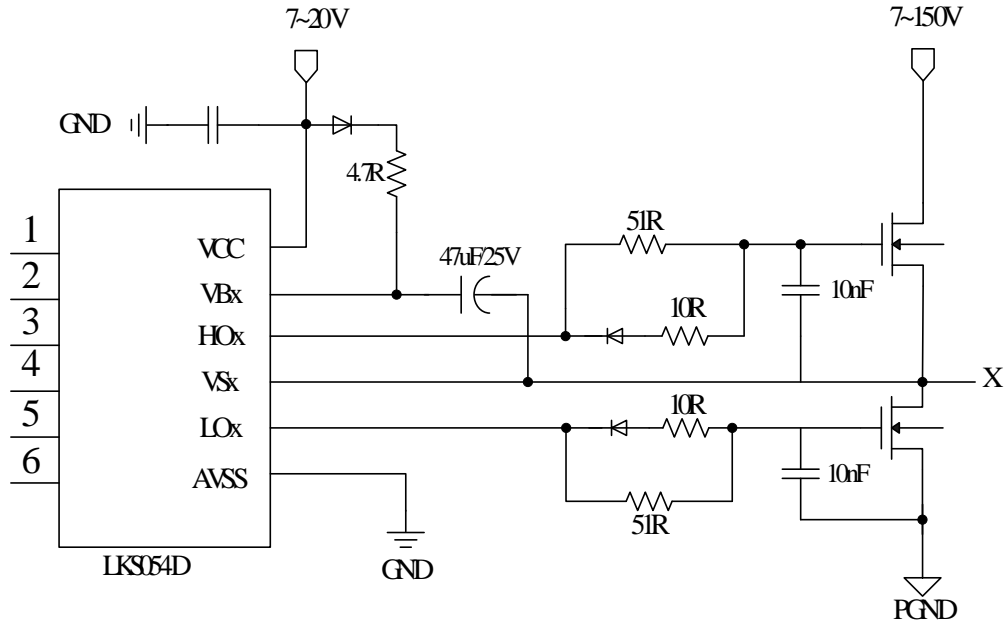 7~20V
7~150V
GND
4.7R
1
2
3
4
5
6
VCC
VBx
HOx
VSx
LOx
AVSS
47uF/25V
51R
10R
10nF
X
10R
10nF
51R
LKS054D
GND
PGND